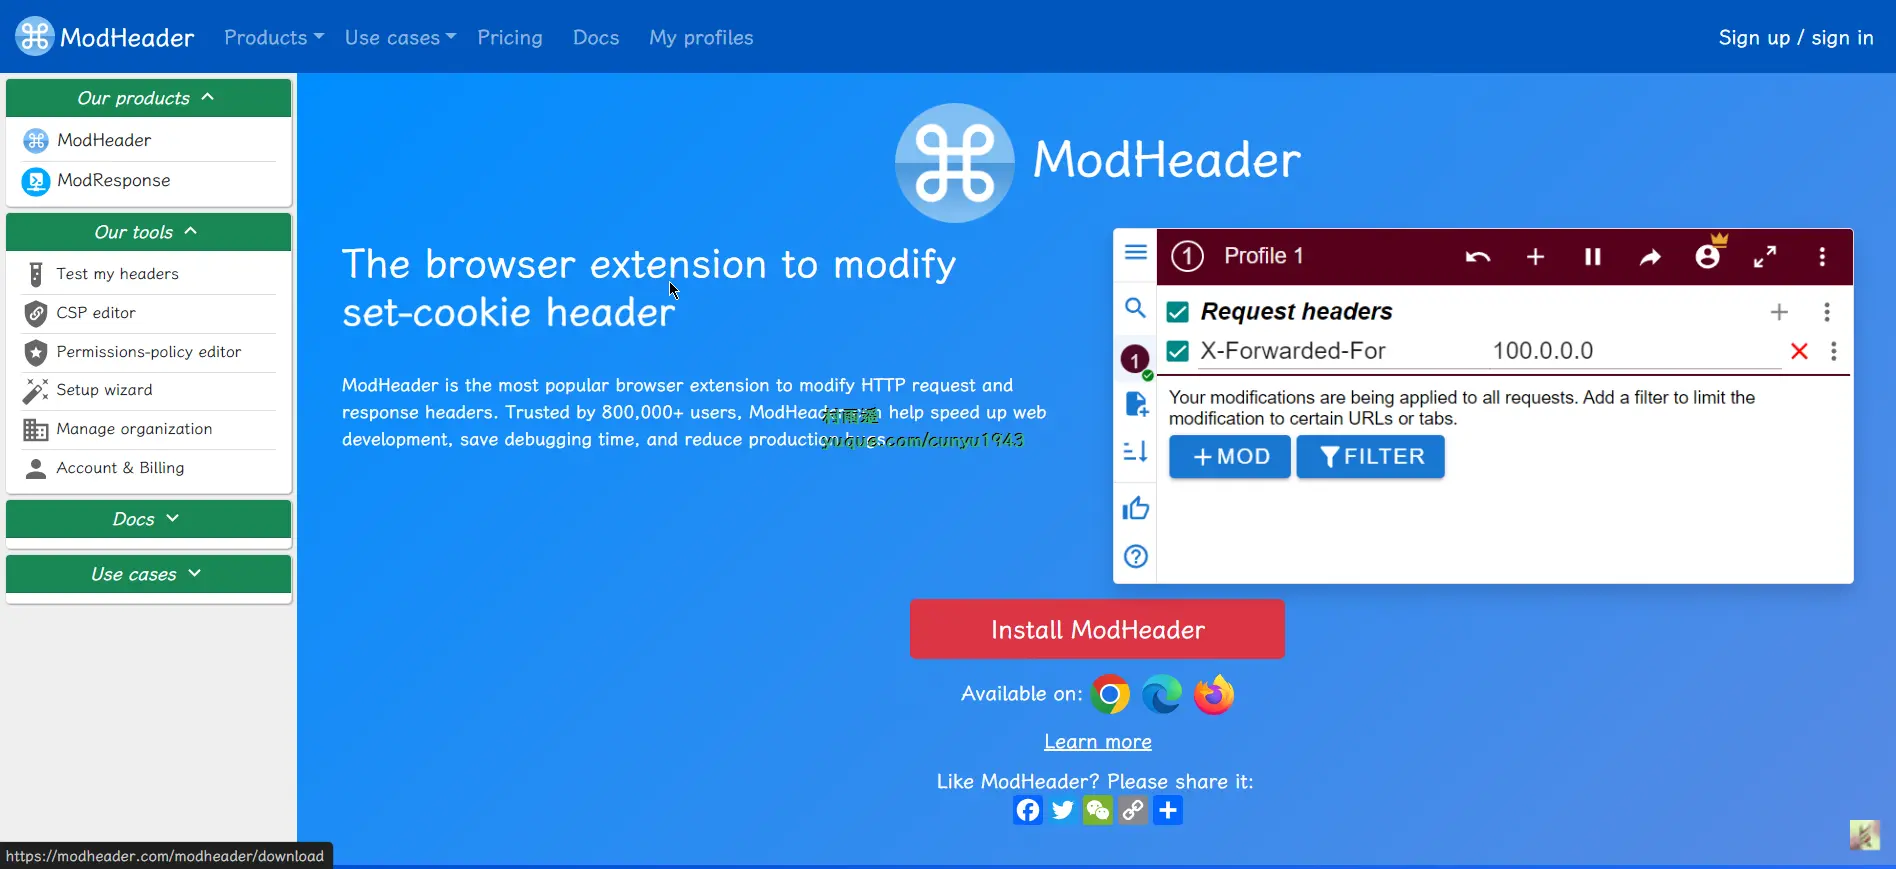 ModHeader
Products
Use cases
Pricing
Docs
My profiles
Sign up / sign in
Our products
ModHeader
ModResponse
Our tools
Test my headers
CSP editor
Permissions-policy editor
Setup wizard
Manage organization
Account & Billing
Docs
Use cases
ModHeader
The browser extension to modify
set-cookie header
ModHeader is the most popular browser extension to modify HTTP request and
response headers. Trusted by 800,000+ users, ModHeader help speed up web
development, save debugging time, and reduce production bugs.
yuque.com/cunyu1943
1 Profile 1
Request headers
1
X-Forwarded-For 100.0.0.0
Your modifications are being applied to all requests. Add a filter to limit the
modification to certain URLs or tabs.
+ MOD
FILTER
Install ModHeader
Available on:
Learn more
Like ModHeader? Please share it:
https://modheader.com/modheader/download